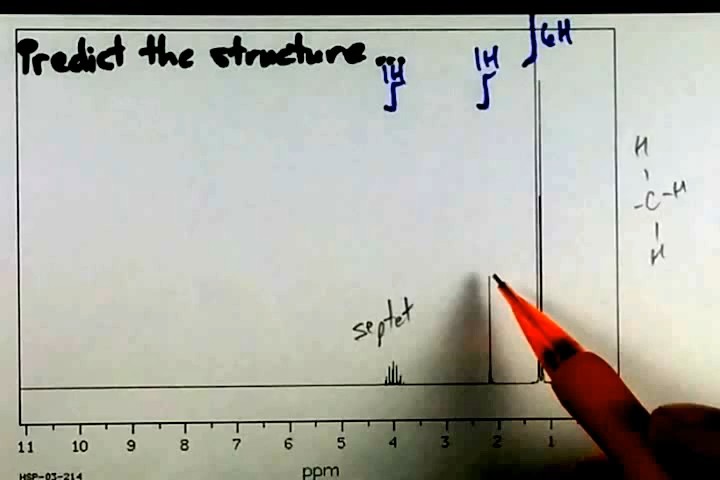 Predict the structure...
1H
1H
6H
H
-C-H
H
septet
11 10 9 8 7 6 5 4 3 2 1
ppm
HSP-03-214